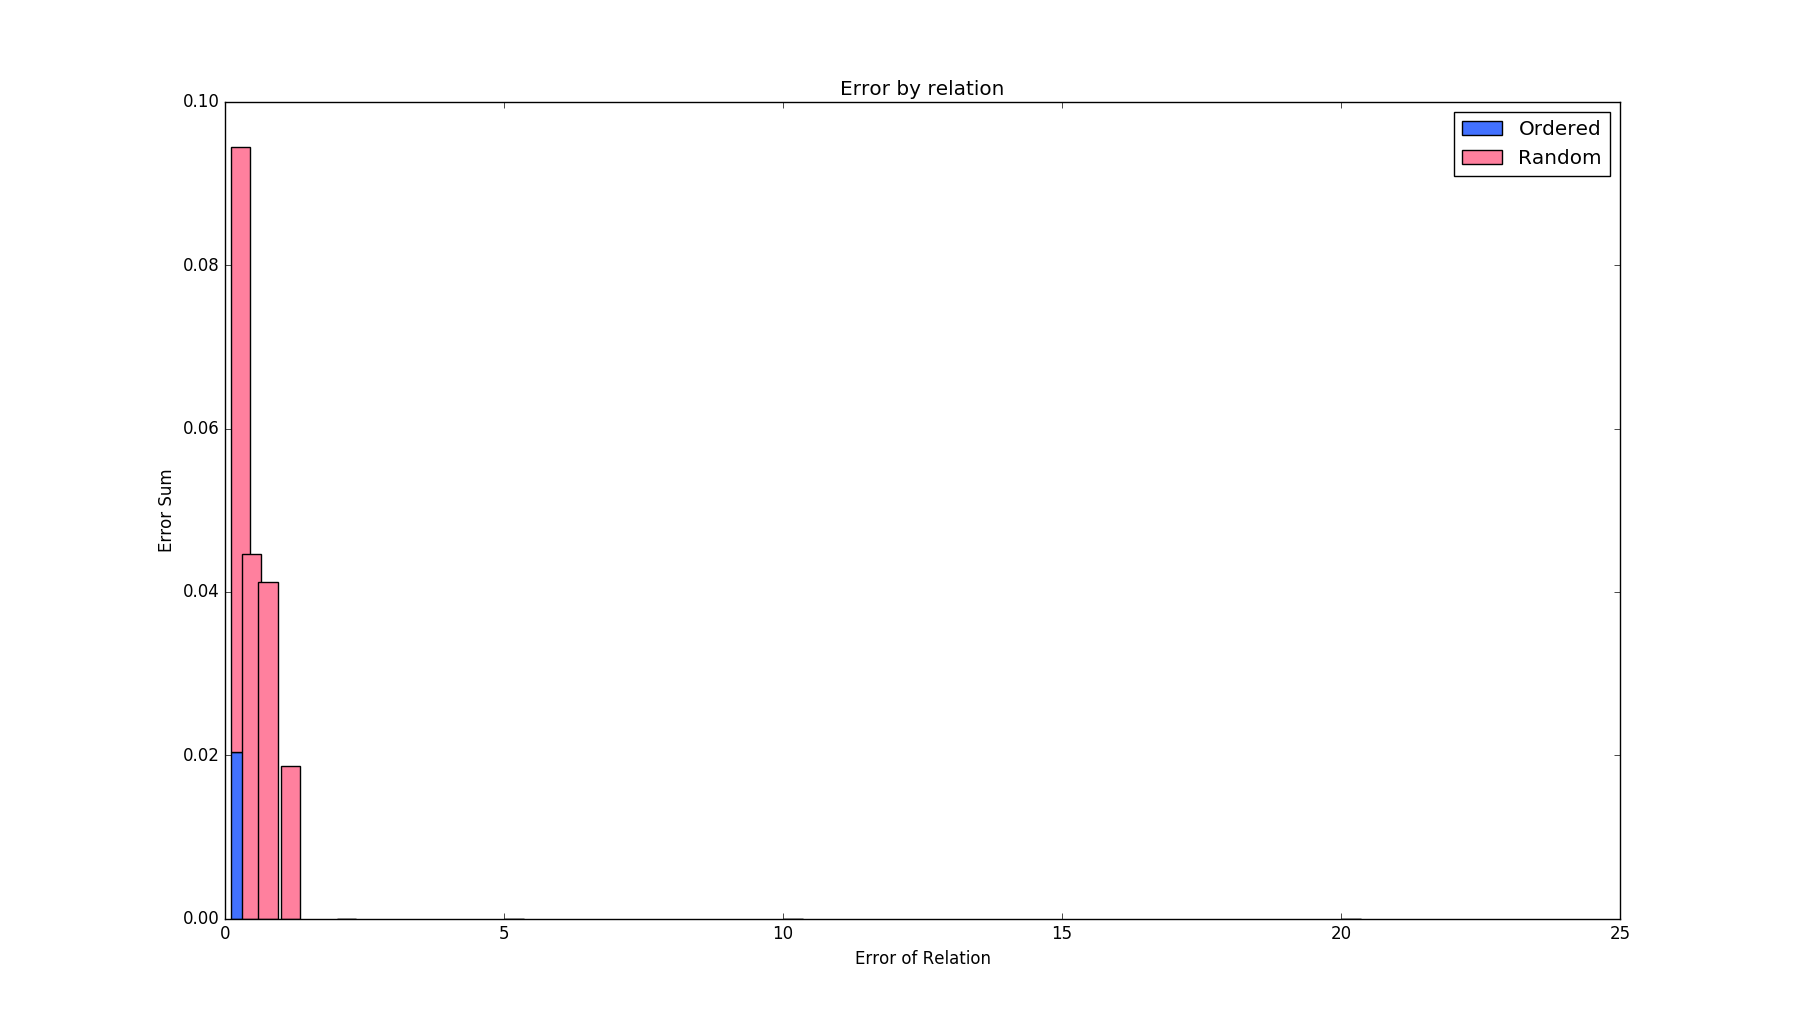 Error by relation
Ordered
Random
0.10
0.08
0.06
0.04
0.02
0.00
Error Sum
0 5 10 15 20 25
Error of Relation